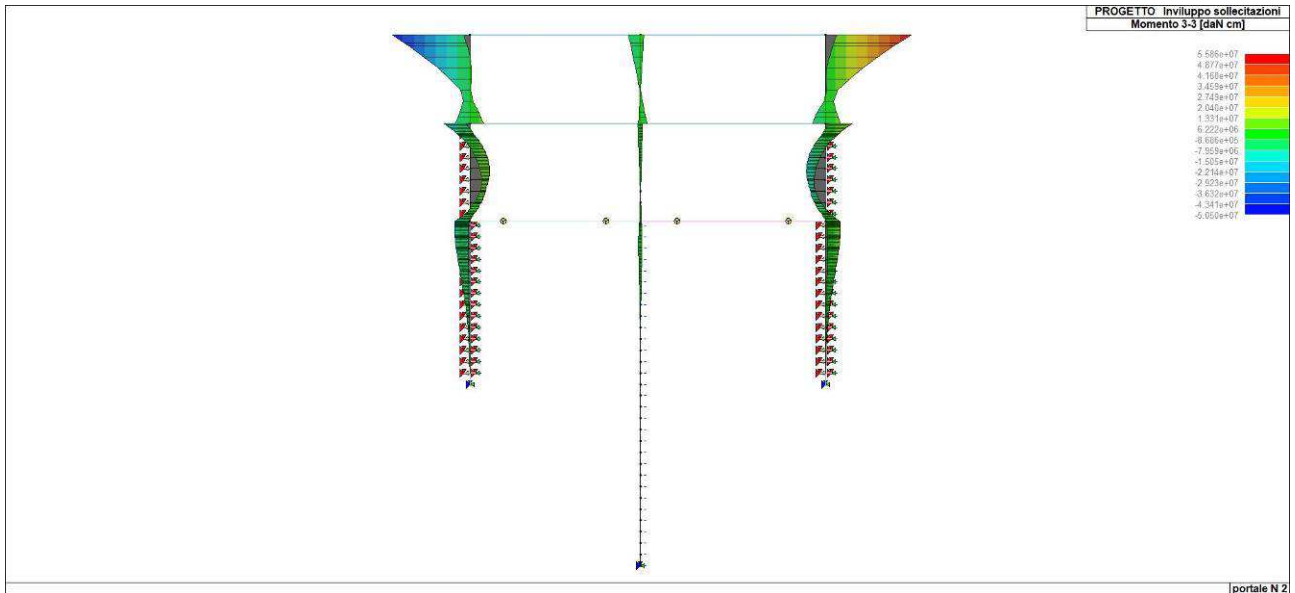 PROGETTO Inviluppo sollecitazioni
Momento 3-3 [daN cm]
5.586e+07
4.877e+07
4.168e+07
3.459e+07
2.749e+07
2.040e+07
1.331e+07
6.222e+06
-8.686e+05
-7.959e+06
-1.505e+07
-2.214e+07
-2.923e+07
-3.632e+07
-4.341e+07
-5.050e+07
portale N 2